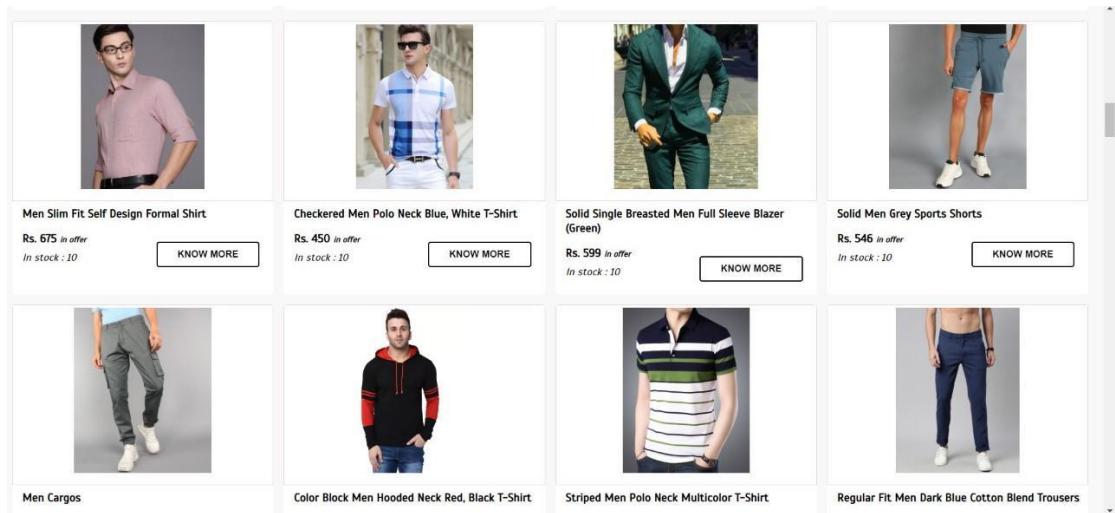 Men Slim Fit Self Design Formal Shirt
Rs. 675 in offer
In stock : 10
KNOW MORE
Checkered Men Polo Neck Blue, White T-Shirt
Rs. 450 in offer
In stock : 10
KNOW MORE
Solid Single Breasted Men Full Sleeve Blazer
(Green)
Rs. 599 in offer
In stock : 10
KNOW MORE
Solid Men Grey Sports Shorts
Rs. 546 in offer
In stock : 10
KNOW MORE
Men Cargos
Color Block Men Hooded Neck Red, Black T-Shirt
Striped Men Polo Neck Multicolor T-Shirt
Regular Fit Men Dark Blue Cotton Blend Trousers